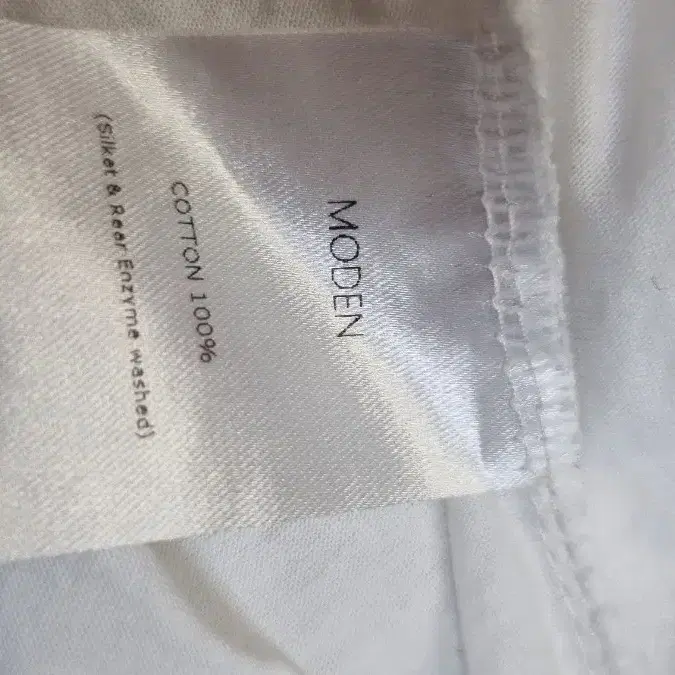 MODEN
COTTON 100%
(Silket & Rear Enzyme washed)